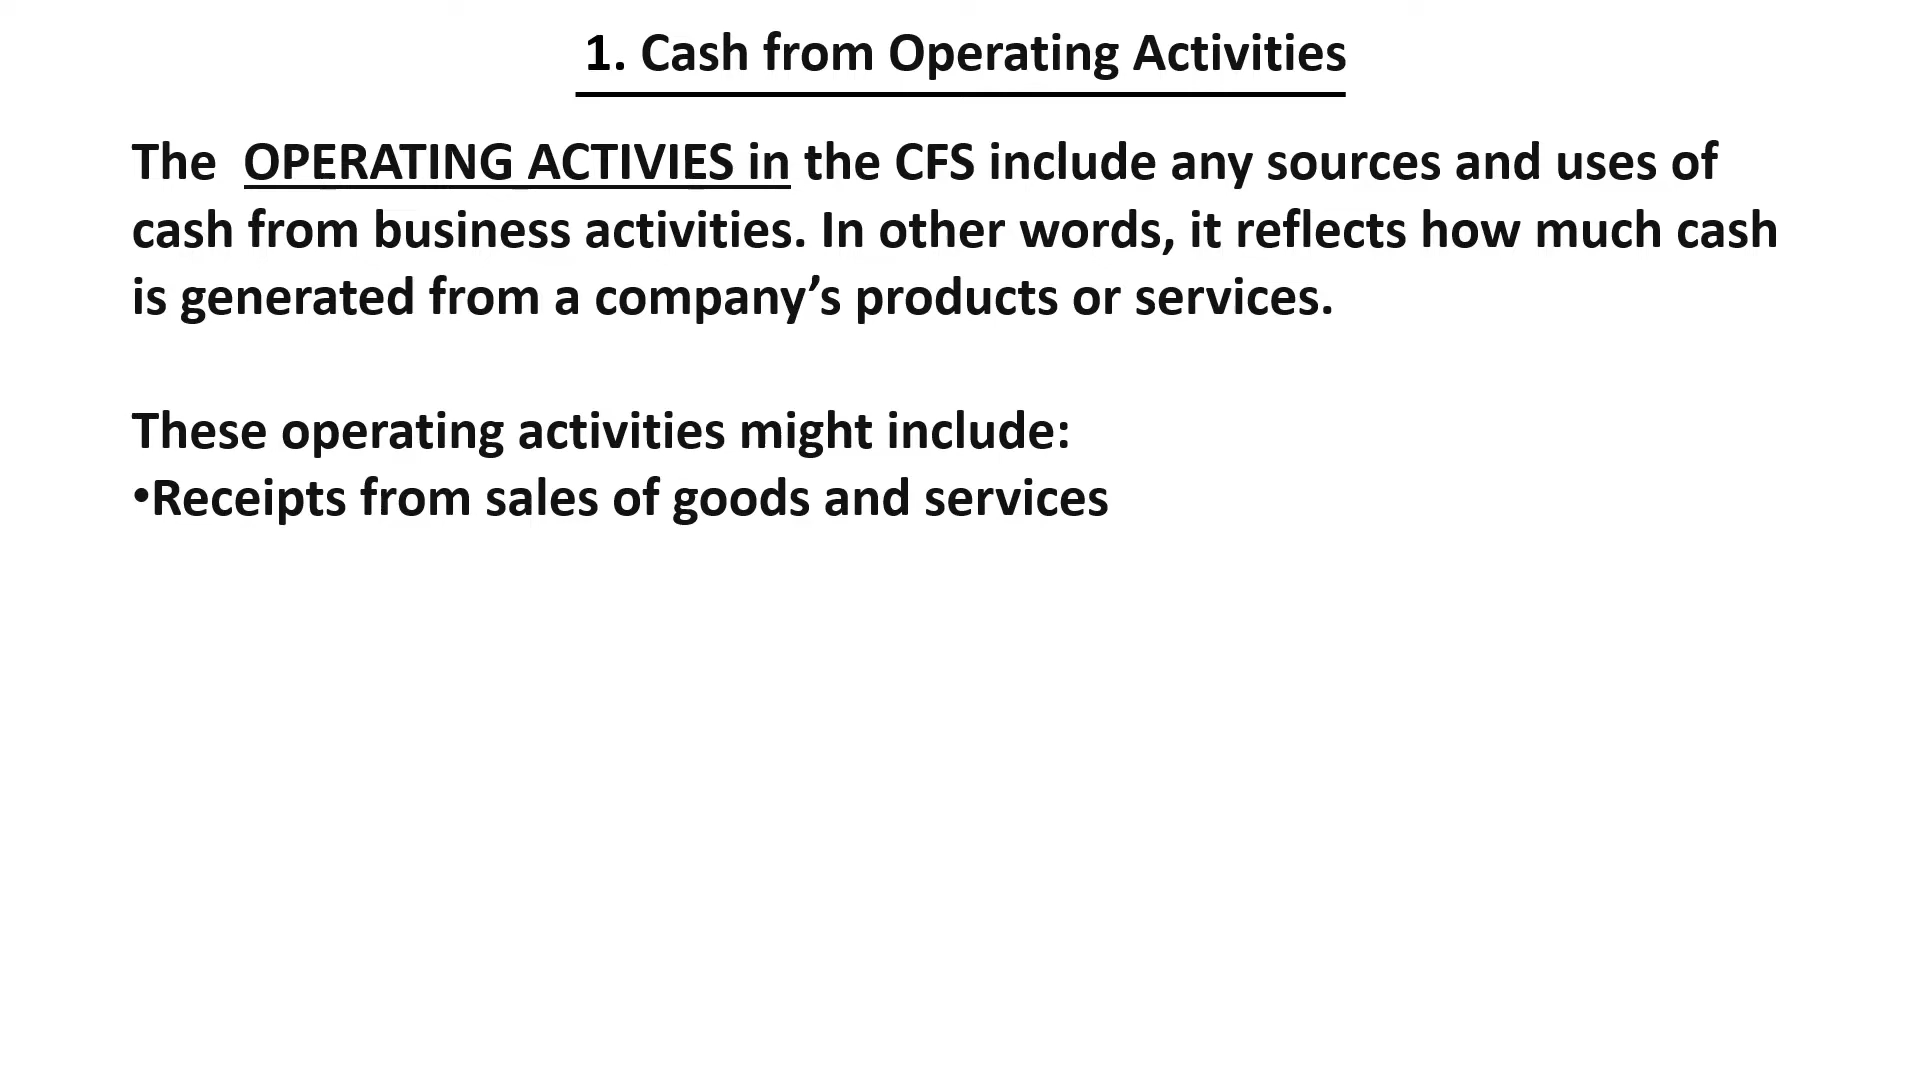 1. Cash from Operating Activities
The  OPERATING ACTIVIES in the CFS include any sources and uses of
cash from business activities. In other words, it reflects how much cash
is generated from a company’s products or services.
These operating activities might include:
•Receipts from sales of goods and services